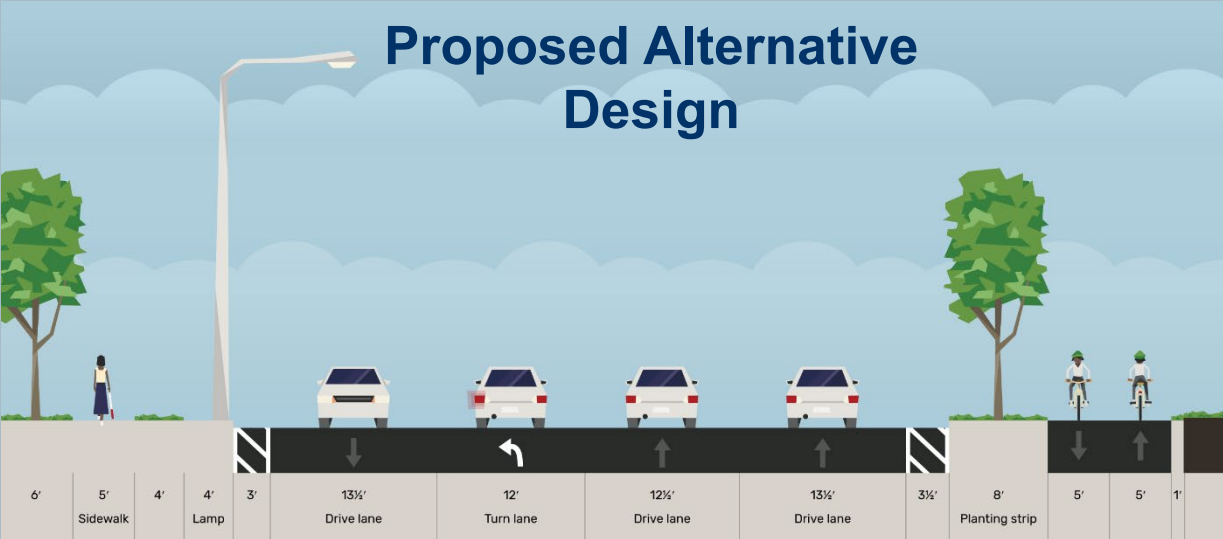 Proposed Alternative
Design
6′ 5′ 4′ 4′ 3′ 13½′ 12′ 12½′ 13½′ 3½′ 8′ 5′ 5′ 1′
Sidewalk Lamp Drive lane Turn lane Drive lane Drive lane Planting strip